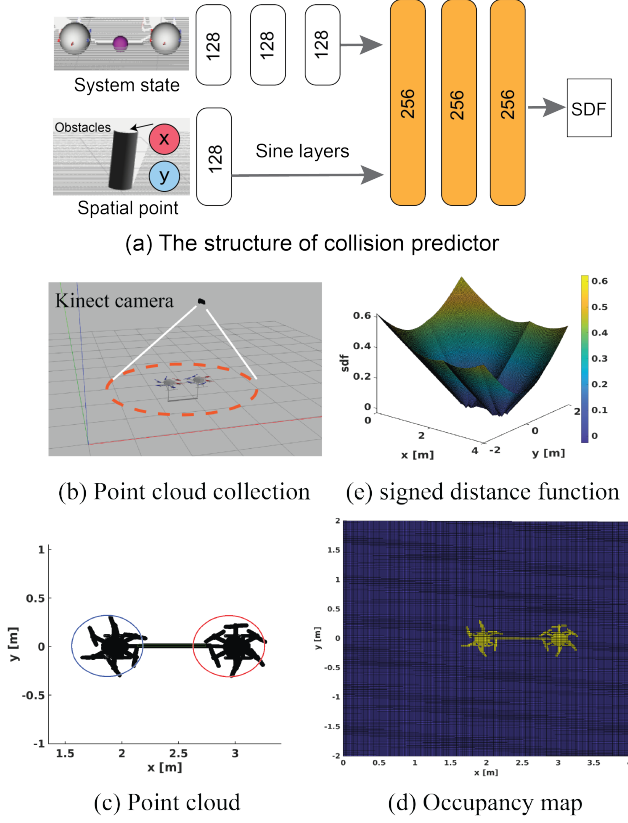 System state
128
128
128
256
256
256
SDF
Obstacles
x
y
128
Sine layers
Spatial point
(a) The structure of collision predictor
Kinect camera
0.6
0.4
0.2
0
sdf
2
4
x [m]
-2
0
2
y [m]
0.6
0.5
0.4
0.3
0.2
0.1
0
(b) Point cloud collection
(e) signed distance function
1
0.5
0
-0.5
-1
y [m]
1.5
2
2.5
3
x [m]
2
1.5
1
0.5
0
-0.5
-1
-1.5
-2
y [m]
0
0.5
1
1.5
2
2.5
3
3.5
4
x [m]
(c) Point cloud
(d) Occupancy map